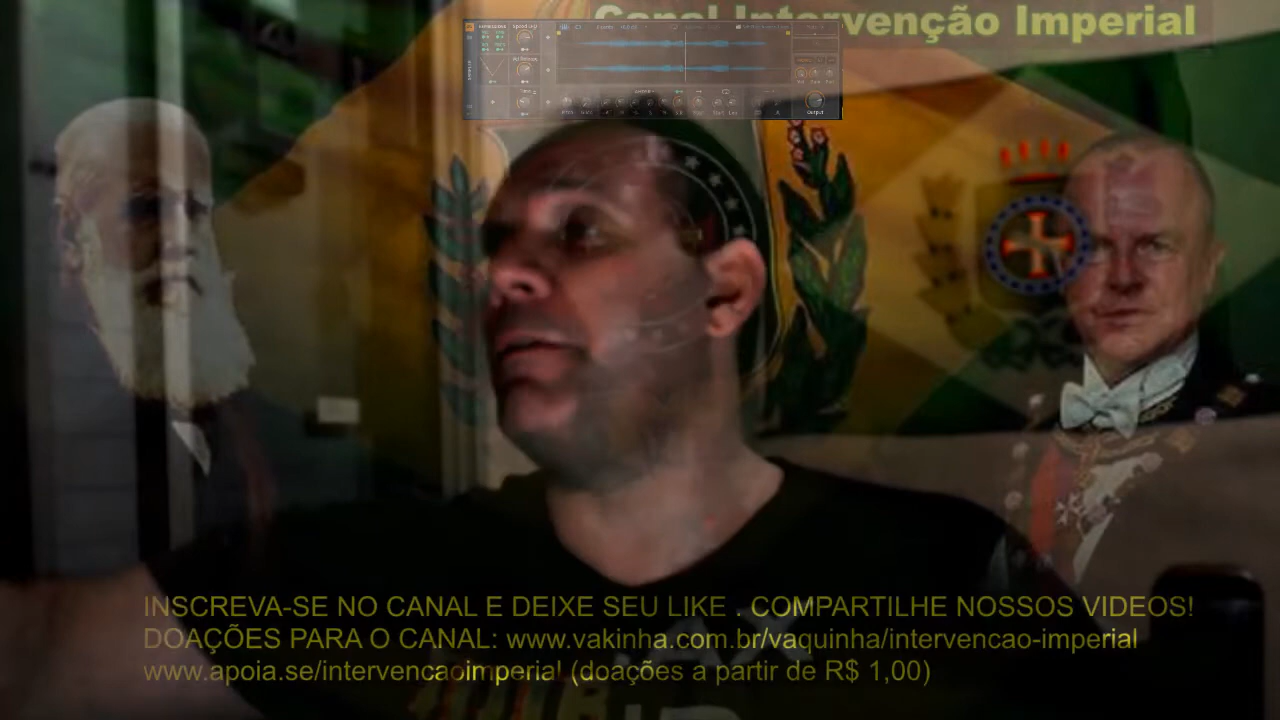 Canal Intervenção Imperial
Output
INSCREVA-SE NO CANAL E DEIXE SEU LIKE . COMPARTILHE NOSSOS VIDEOS!
DOAÇÕES PARA O CANAL: www.vakinha.com.br/vaquinha/intervencao-imperial
www.apoia.se/intervencaoimperial (doações a partir de R$ 1,00)